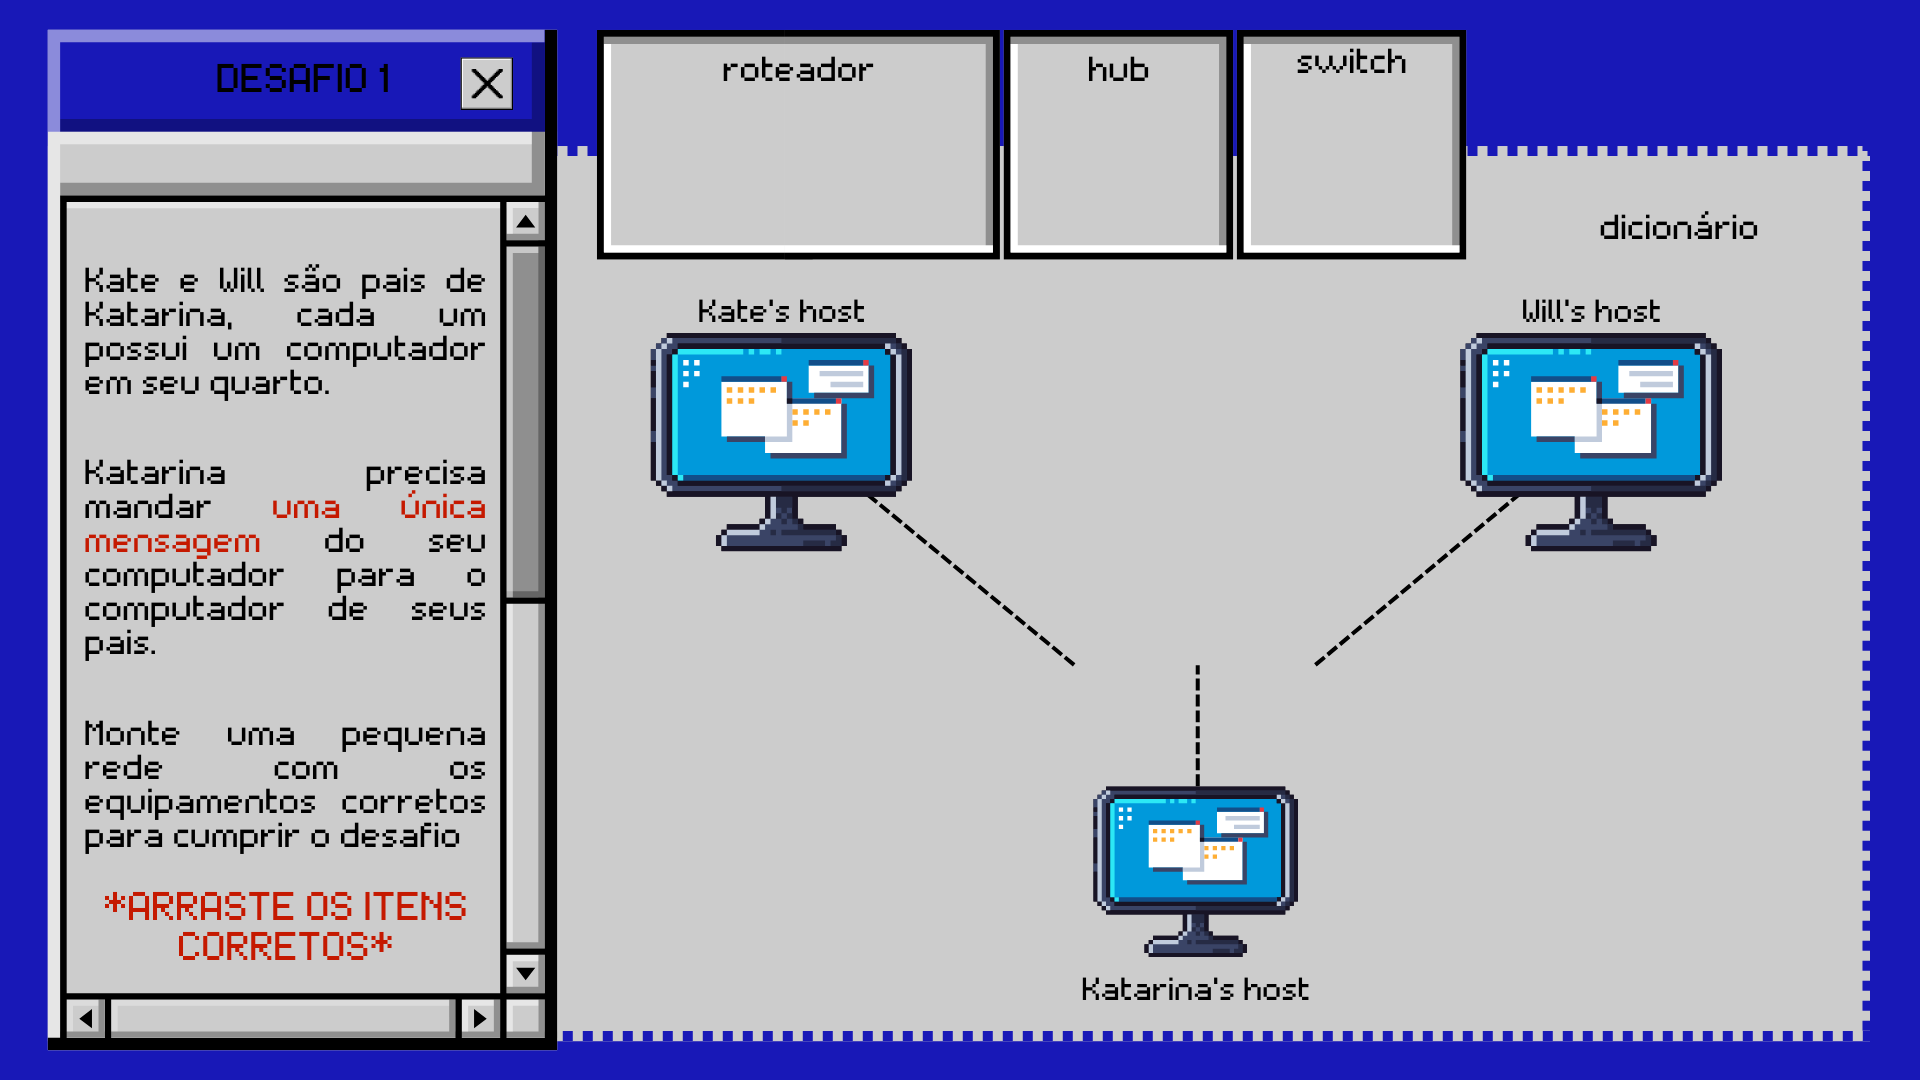 DESAFIO 1
Kate e Will são pais de
Katarina, cada um
possui um computador
em seu quarto.
Katarina precisa
mandar uma única
mensagem do seu
computador para o
computador de seus
pais.
Monte uma pequena
rede com os
equipamentos corretos
para cumprir o desafio
*ARRASTE OS ITENS
CORRETOS*
roteador
hub
switch
dicionário
Kate's host
Will's host
Katarina's host